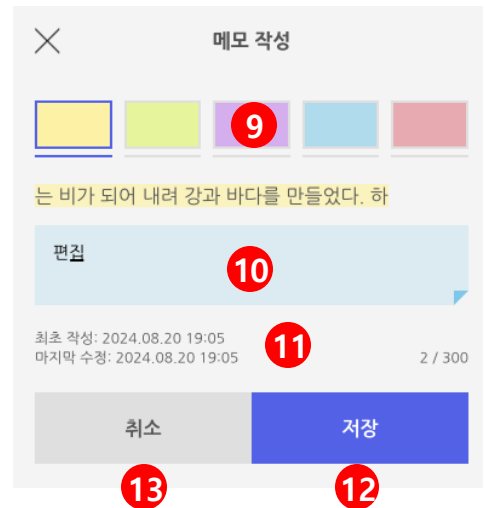 메모 작성
9
는 비가 되어 내려 강과 바다를 만들었다. 하
편집
10
최초 작성: 2024.08.20 19:05
11
마지막 수정: 2024.08.20 19:05
2 / 300
취소
저장
13
12